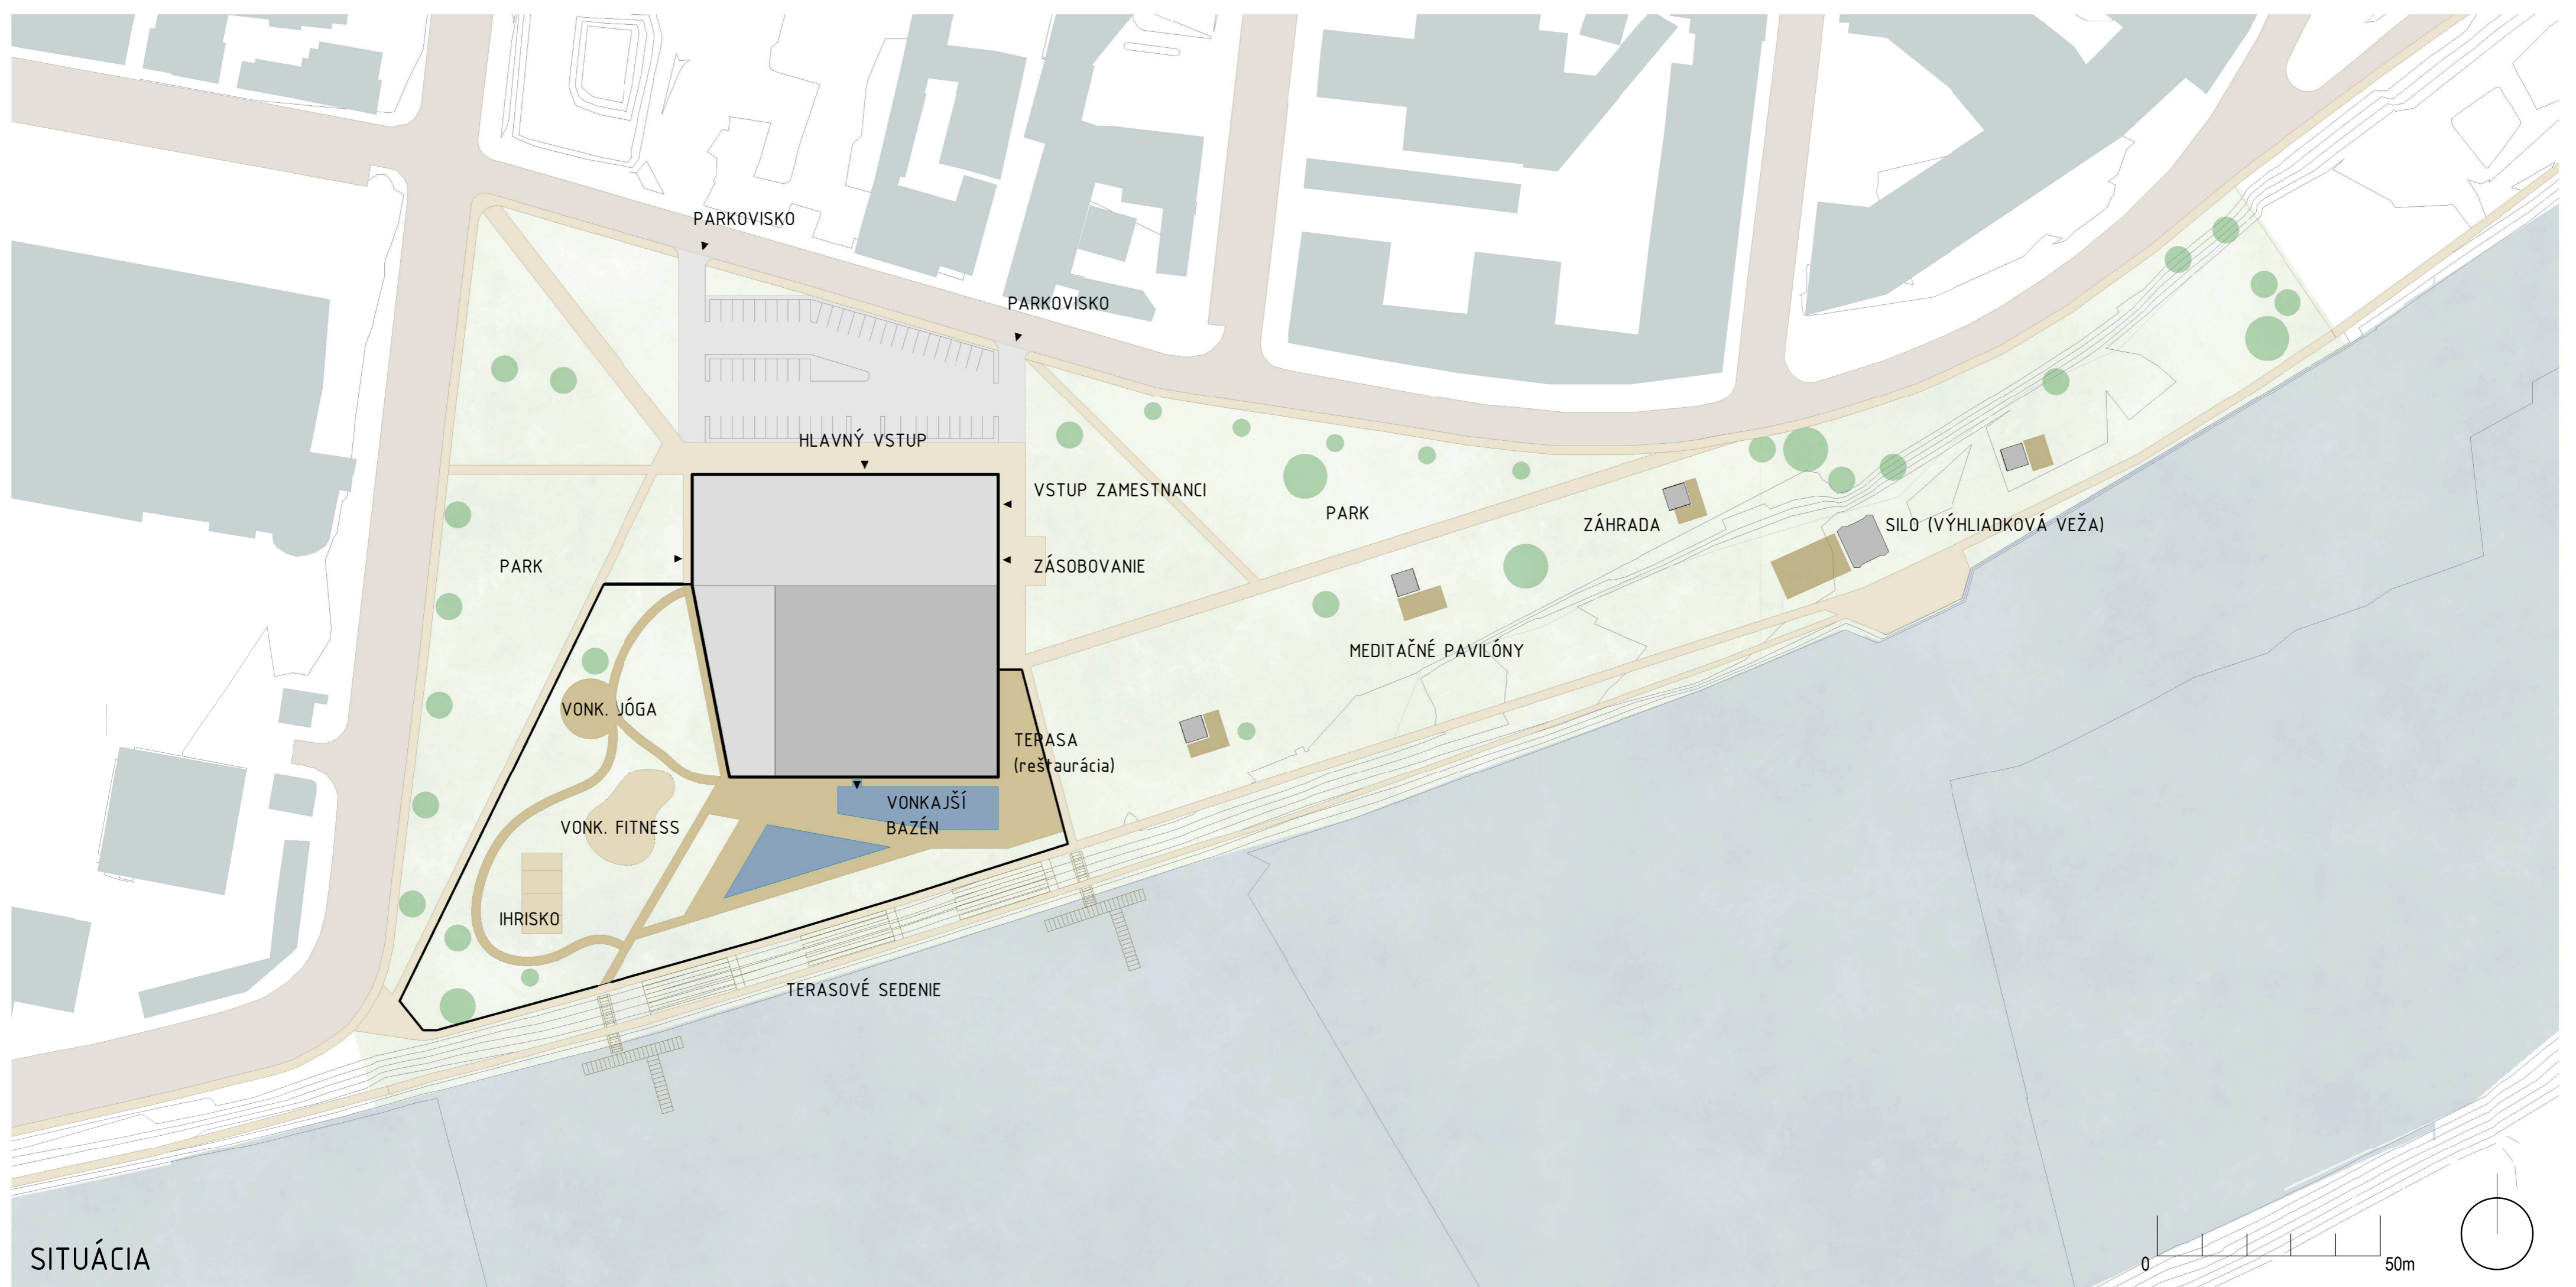 PARKOVISKO
PARKOVISKO
HLAVNÝ VSTUP
VSTUP ZAMESTNANCI
PARK
ZÁHRADA
SILO (VÝHLIADKOVÁ VEŽA)
PARK
ZÁSOBOVANIE
MEDITAČNÉ PAVILÓNY
VONK. JÓGA
TERASA
(reštaurácia)
VONKAJŠÍ
BAZÉN
VONK. FITNESS
IHRISKO
TERASOVÉ SEDENIE
SITUÁCIA
0
50m